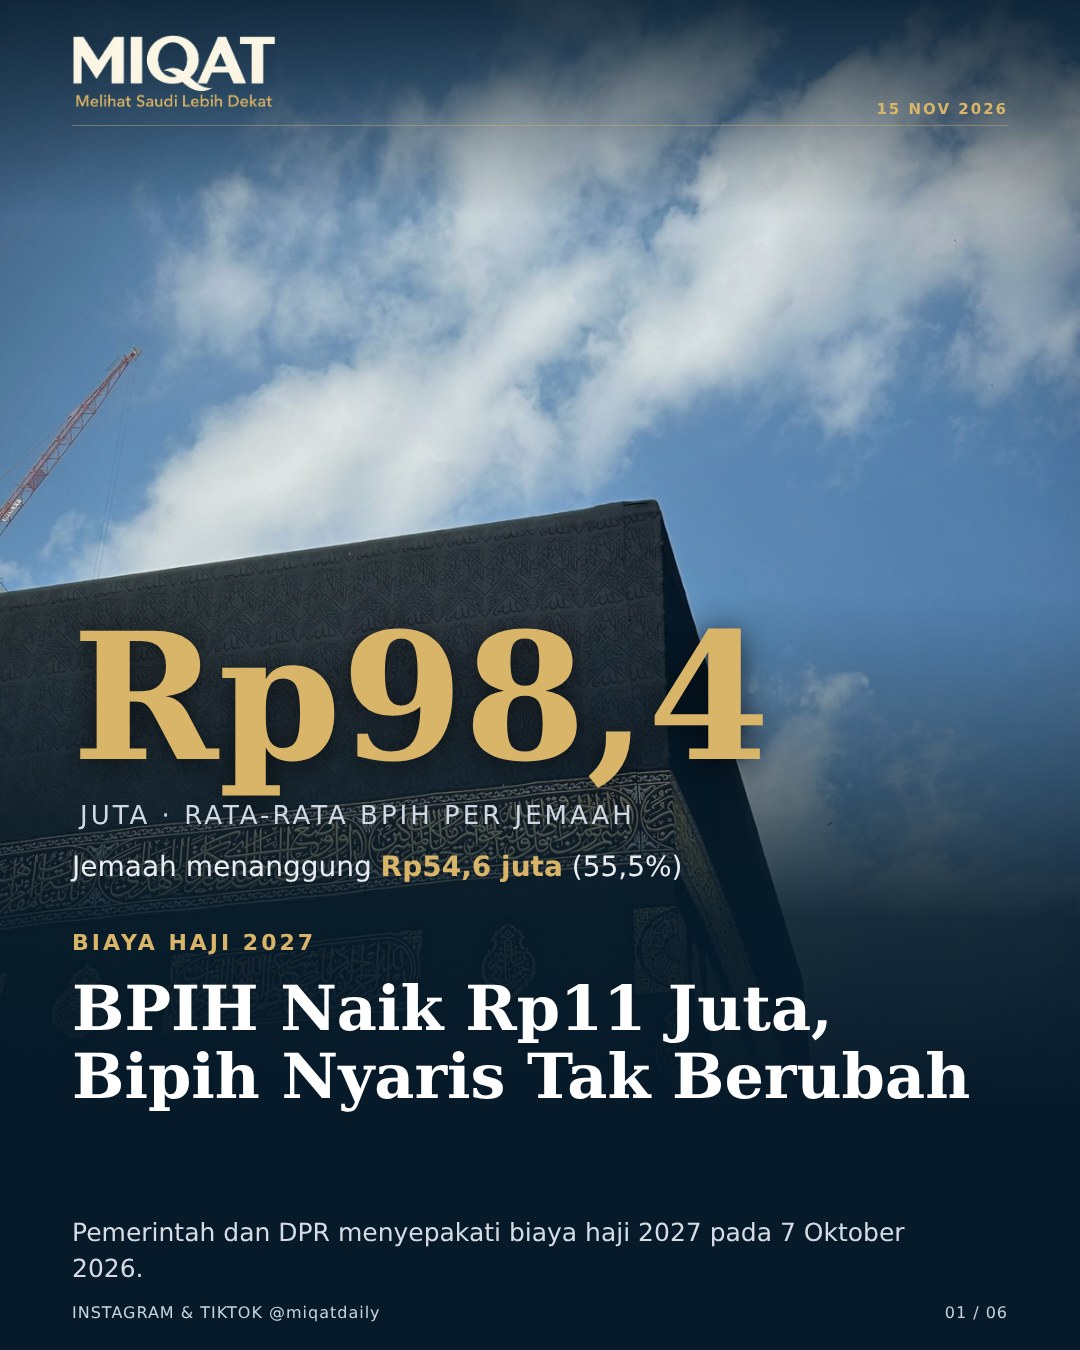 MIQAT
Melihat Saudi Lebih Dekat
15 NOV 2026
Rp98,4
JUTA · RATA-RATA BPIH PER JEMAAH
Jemaah menanggung Rp54,6 juta (55,5%)
BIAYA HAJI 2027
BPIH Naik Rp11 Juta,
Bipih Nyaris Tak Berubah
Pemerintah dan DPR menyepakati biaya haji 2027 pada 7 Oktober
2026.
INSTAGRAM & TIKTOK @miqatdaily
01 / 06